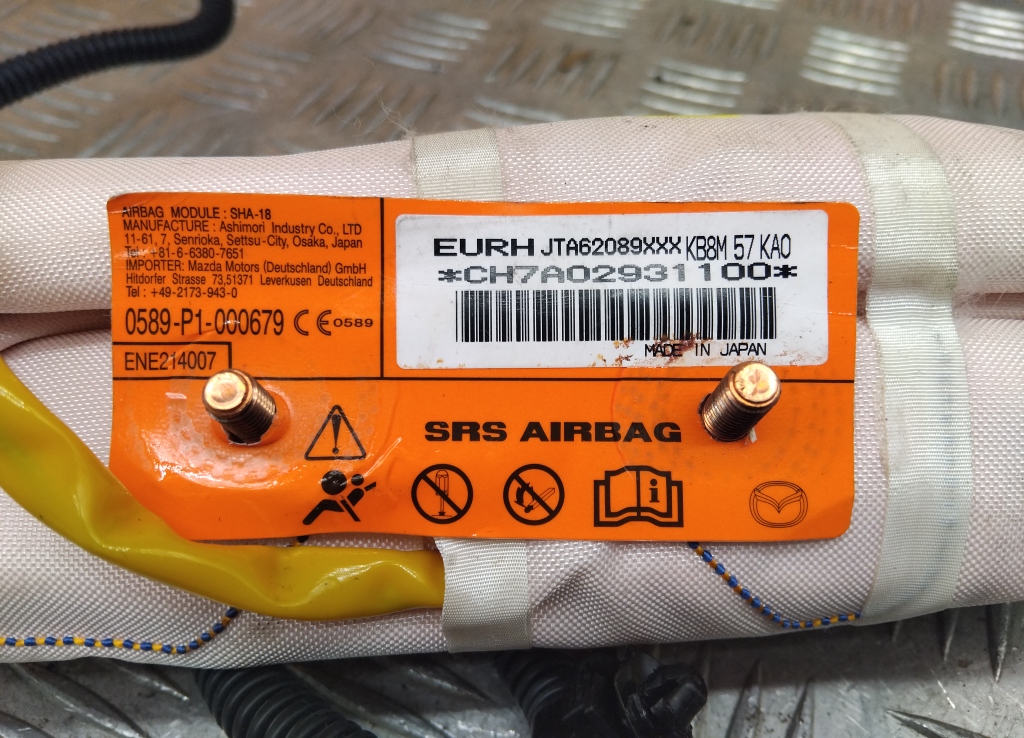 AIRBAG MODULE : SHA-18
MANUFACTURE : Ashimori Industry Co., LTD
11-61, 7, Senrioka, Settsu-City, Osaka, Japan
Tel : +81-6-6380-7651
IMPORTER: Mazda Motors (Deutschland) GmbH
Hitdorfer Strasse 73,51371 Leverkusen Deutschland
Tel : +49-2173-943-0
0589-P1-000679 CE 0589
ENE214007
EURH JTA62089XXX KB8M 57 KAO
*CH7A02931100*
MADE IN JAPAN
SRS AIRBAG